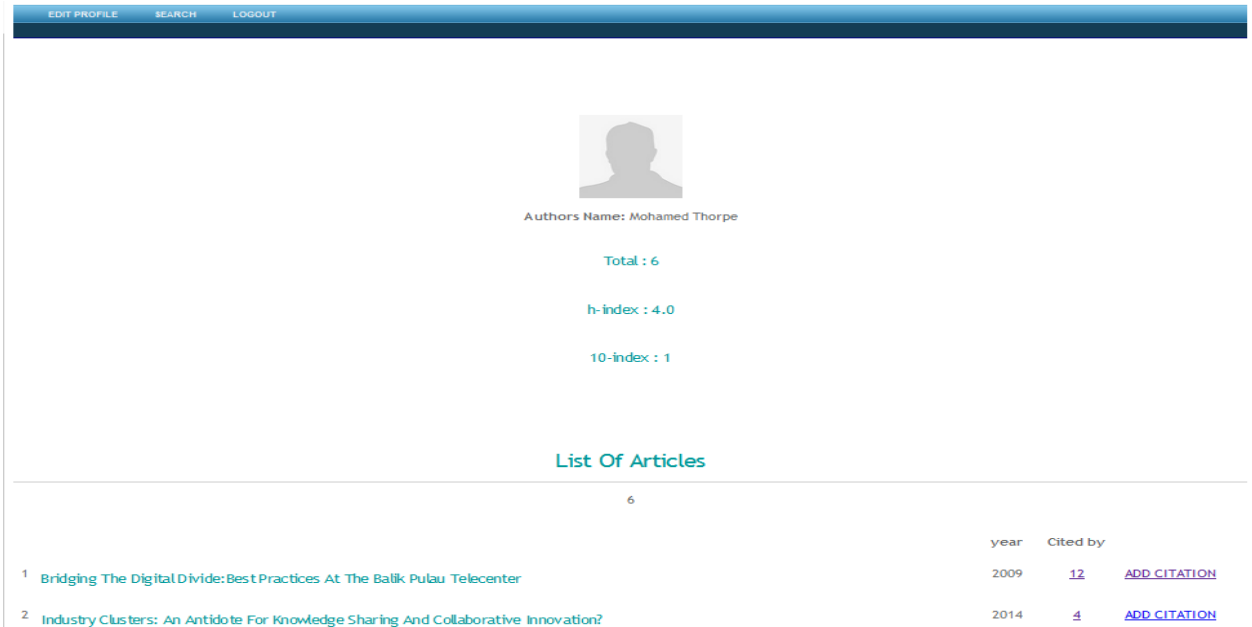 EDIT PROFILE SEARCH LOGOUT
Authors Name: Mohamed Thorpe
Total : 6
h-index : 4.0
10-index : 1
List Of Articles
6
year Cited by
1 Bridging The Digital Divide:Best Practices At The Balik Pulau Telecenter 2009 12 ADD CITATION
2 Industry Clusters: An Antidote For Knowledge Sharing And Collaborative Innovation? 2014 4 ADD CITATION